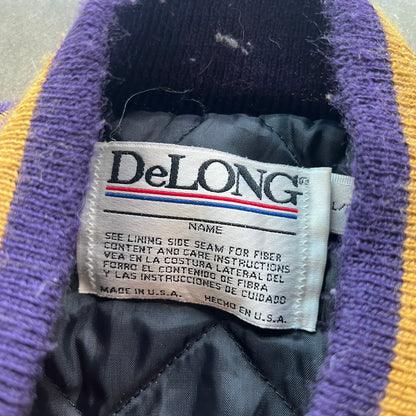 DeLONG®
NAME
SEE LINING SIDE SEAM FOR FIBER
CONTENT AND CARE INSTRUCTIONS
VEA EN LA COSTURA LATERAL DEL
FORRO EL CONTENIDO DE FIBRA
Y LAS INSTRUCCIONES DE CUIDADO
MADE IN U.S.A. HECHO EN U.S.A.